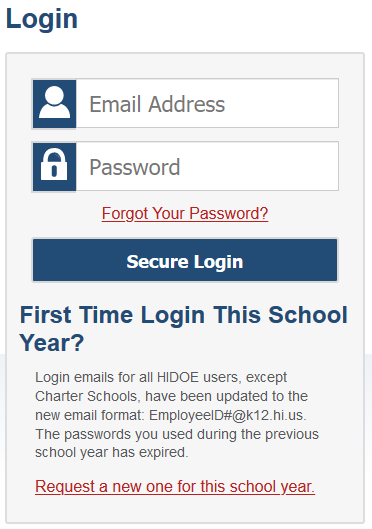 Login
Email Address
Password
Forgot Your Password?
Secure Login
First Time Login This School
Year?
Login emails for all HIDOE users, except
Charter Schools, have been updated to the
new email format: EmployeeID#@k12.hi.us.
The passwords you used during the previous
school year has expired.
Request a new one for this school year.